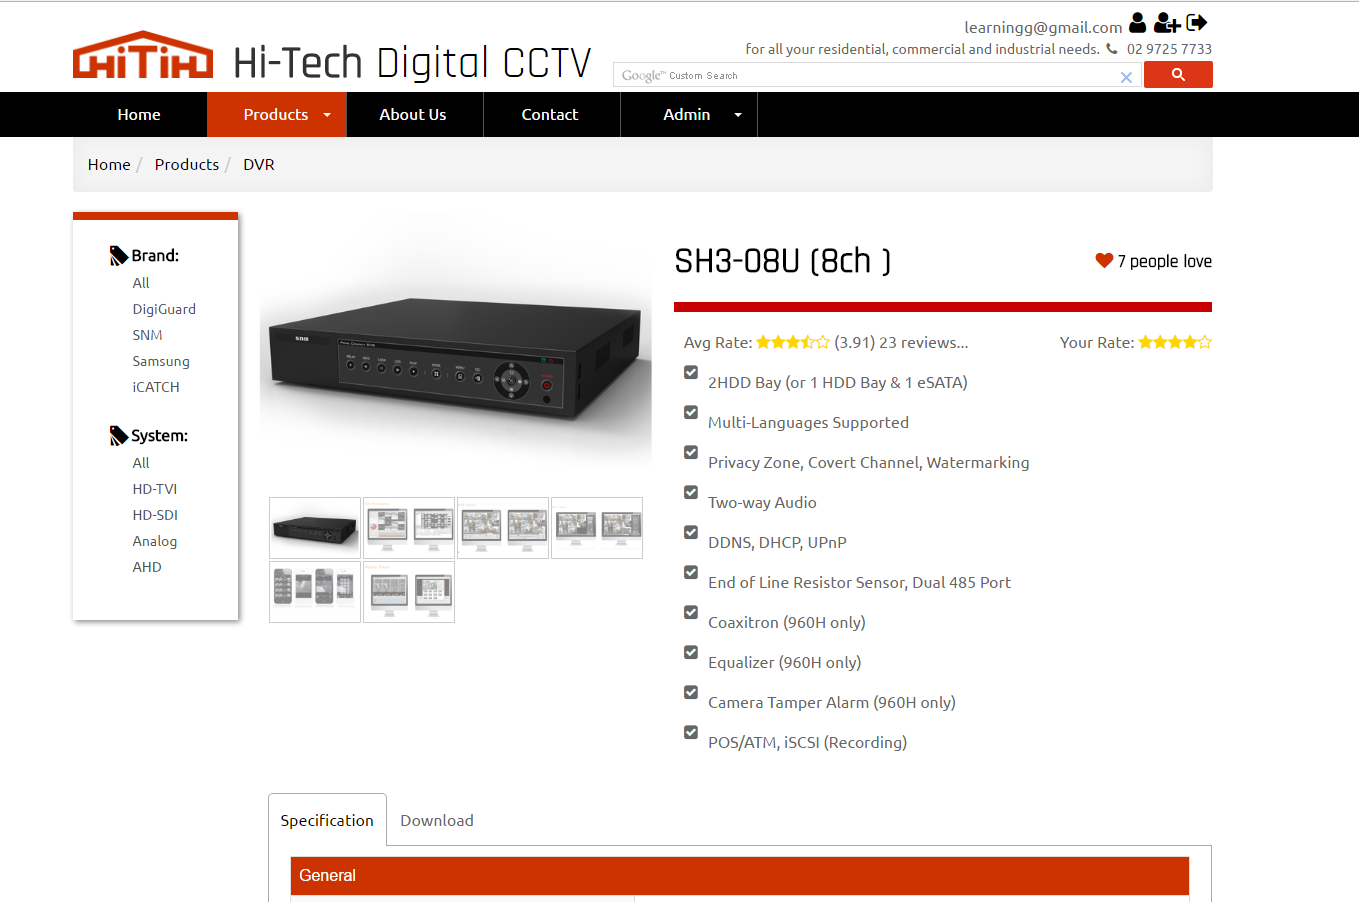 learningg@gmail.com
for all your residential, commercial and industrial needs. 02 9725 7733
HiTiH Hi-Tech Digital CCTV
Google™ Custom Search
Home Products About Us Contact Admin
Home / Products / DVR
Brand:
All
DigiGuard
SNM
Samsung
iCATCH
System:
All
HD-TVI
HD-SDI
Analog
AHD
SH3-08U (8ch )
7 people love
Avg Rate: (3.91) 23 reviews...
Your Rate:
2HDD Bay (or 1 HDD Bay & 1 eSATA)
Multi-Languages Supported
Privacy Zone, Covert Channel, Watermarking
Two-way Audio
DDNS, DHCP, UPnP
End of Line Resistor Sensor, Dual 485 Port
Coaxitron (960H only)
Equalizer (960H only)
Camera Tamper Alarm (960H only)
POS/ATM, iSCSI (Recording)
Specification Download
General